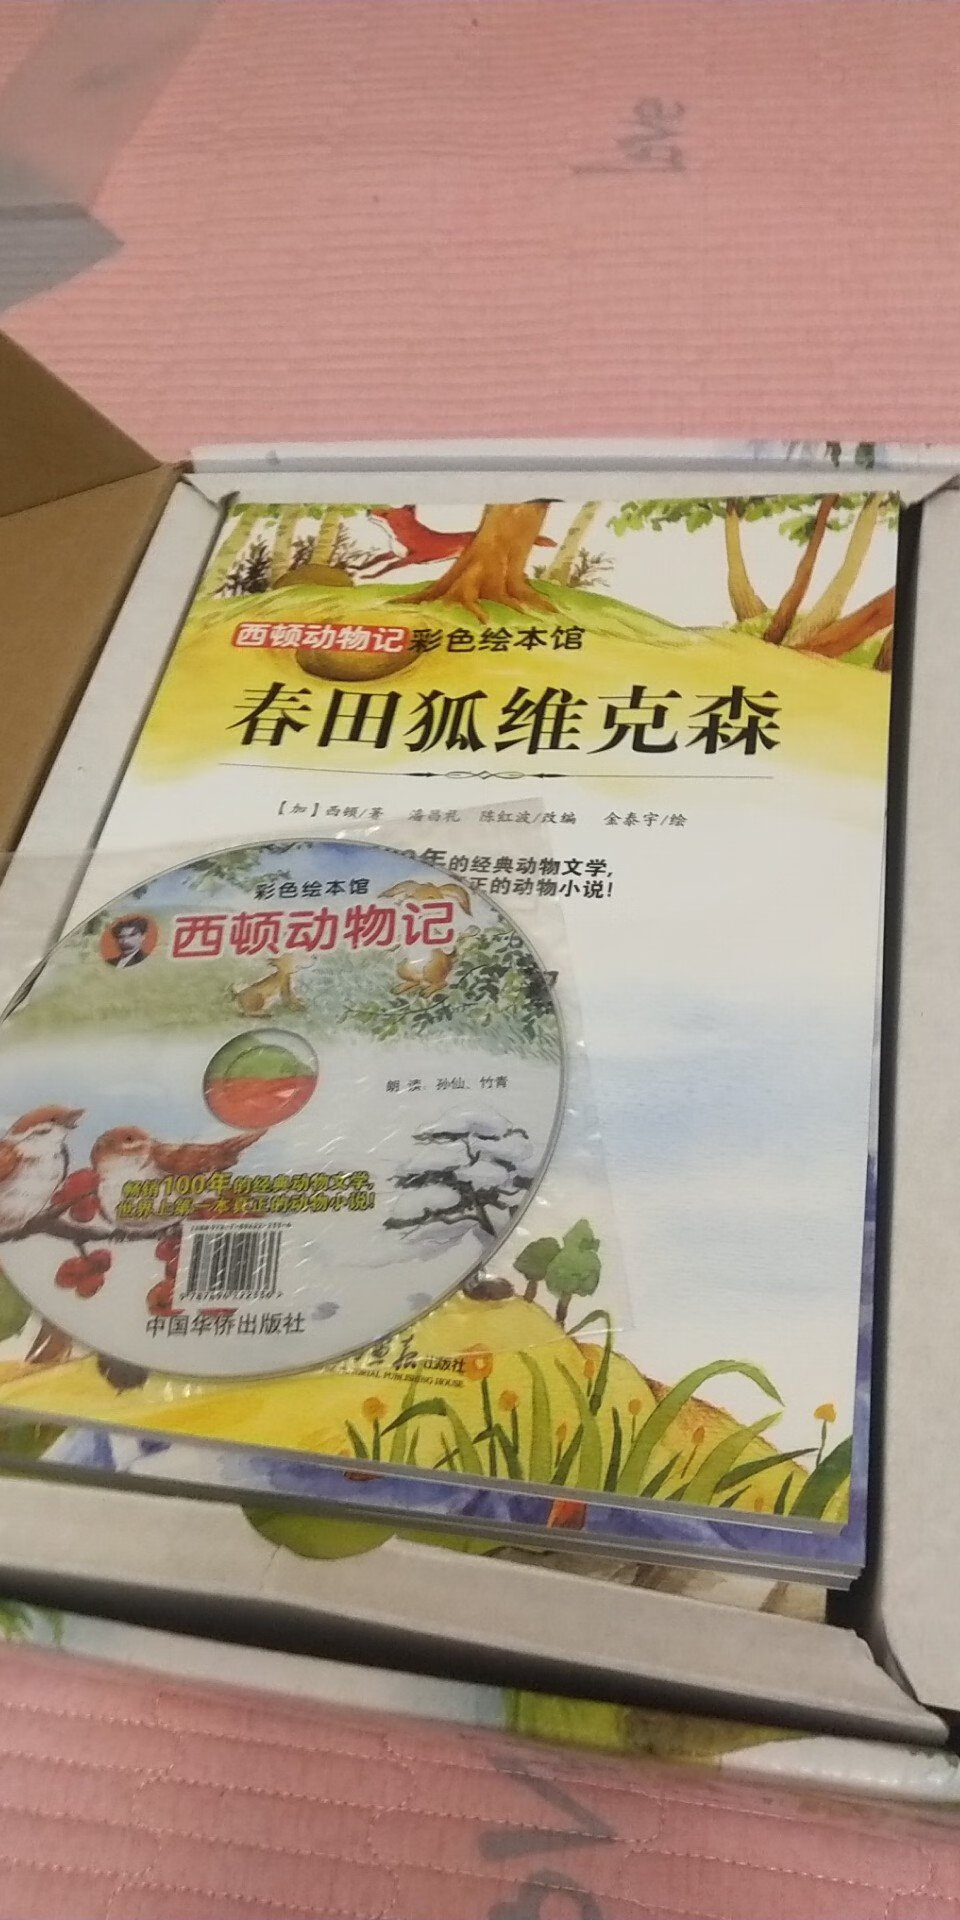 西顿动物记 彩色绘本馆
春田狐维克森
【加】西顿/著 潘昌礼 陈红波/改编 金泰宇/绘
年的经典动物文学,
正的动物小说!
彩色绘本馆
西顿动物记
朗 读：孙仙、竹青
畅销100年的经典动物文学,
世界上第一本真正的动物小说!
中国华侨出版社
出版社
PUBLISHING HOUSE